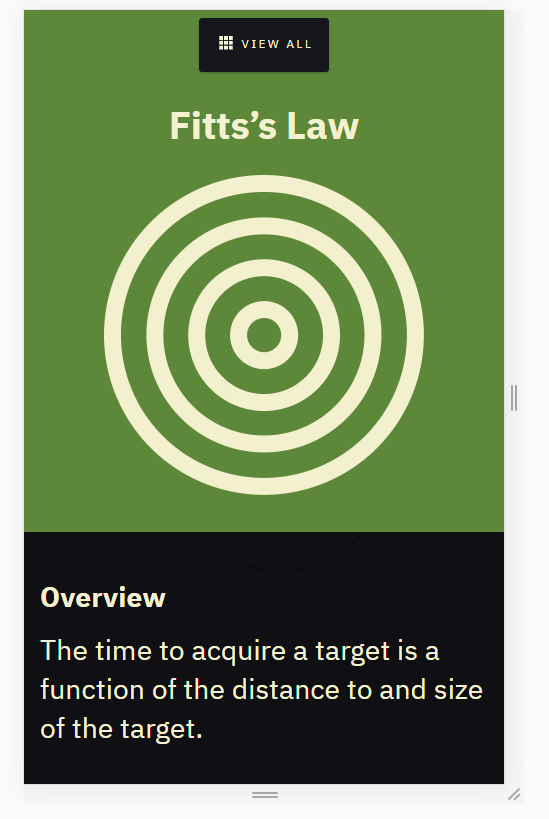 VIEW ALL
Fitts’s Law
Overview
The time to acquire a target is a
function of the distance to and size
of the target.